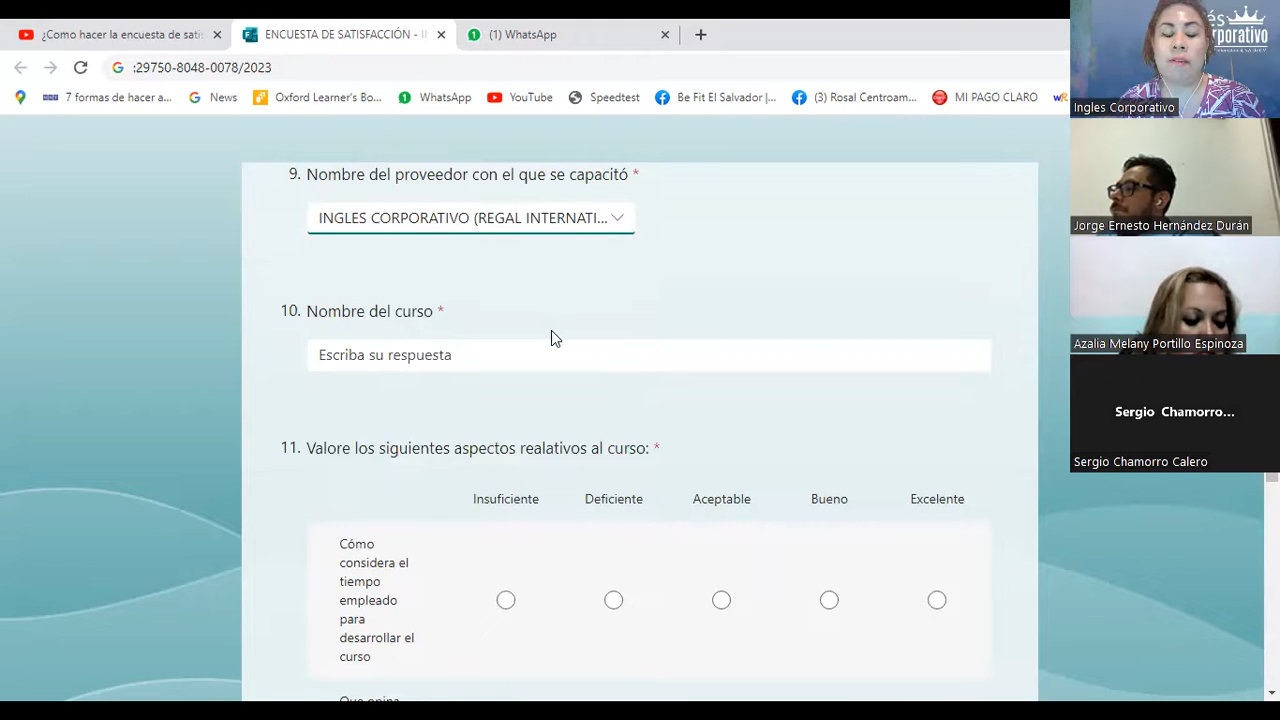 ¿Como hacer la encuesta de sati
ENCUESTA DE SATISFACCIÓN - I
(1) WhatsApp
:29750-8048-0078/2023
7 formas de hacer a...
News
Oxford Learner's Bo...
WhatsApp
YouTube
Speedtest
Be Fit El Salvador |...
(3) Rosal Centroam...
MI PAGO CLARO
9. Nombre del proveedor con el que se capacitó *
INGLES CORPORATIVO (REGAL INTERNATI...
10. Nombre del curso *
Escriba su respuesta
11. Valore los siguientes aspectos realativos al curso: *
Insuficiente Deficiente Aceptable Bueno Excelente
Cómo
considera el
tiempo
empleado
para
desarrollar el
curso
Que opina
és
rporativo
Ingles Corporativo
Jorge Ernesto Hernández Durán
Azalia Melany Portillo Espinoza
Sergio Chamorro...
Sergio Chamorro Calero